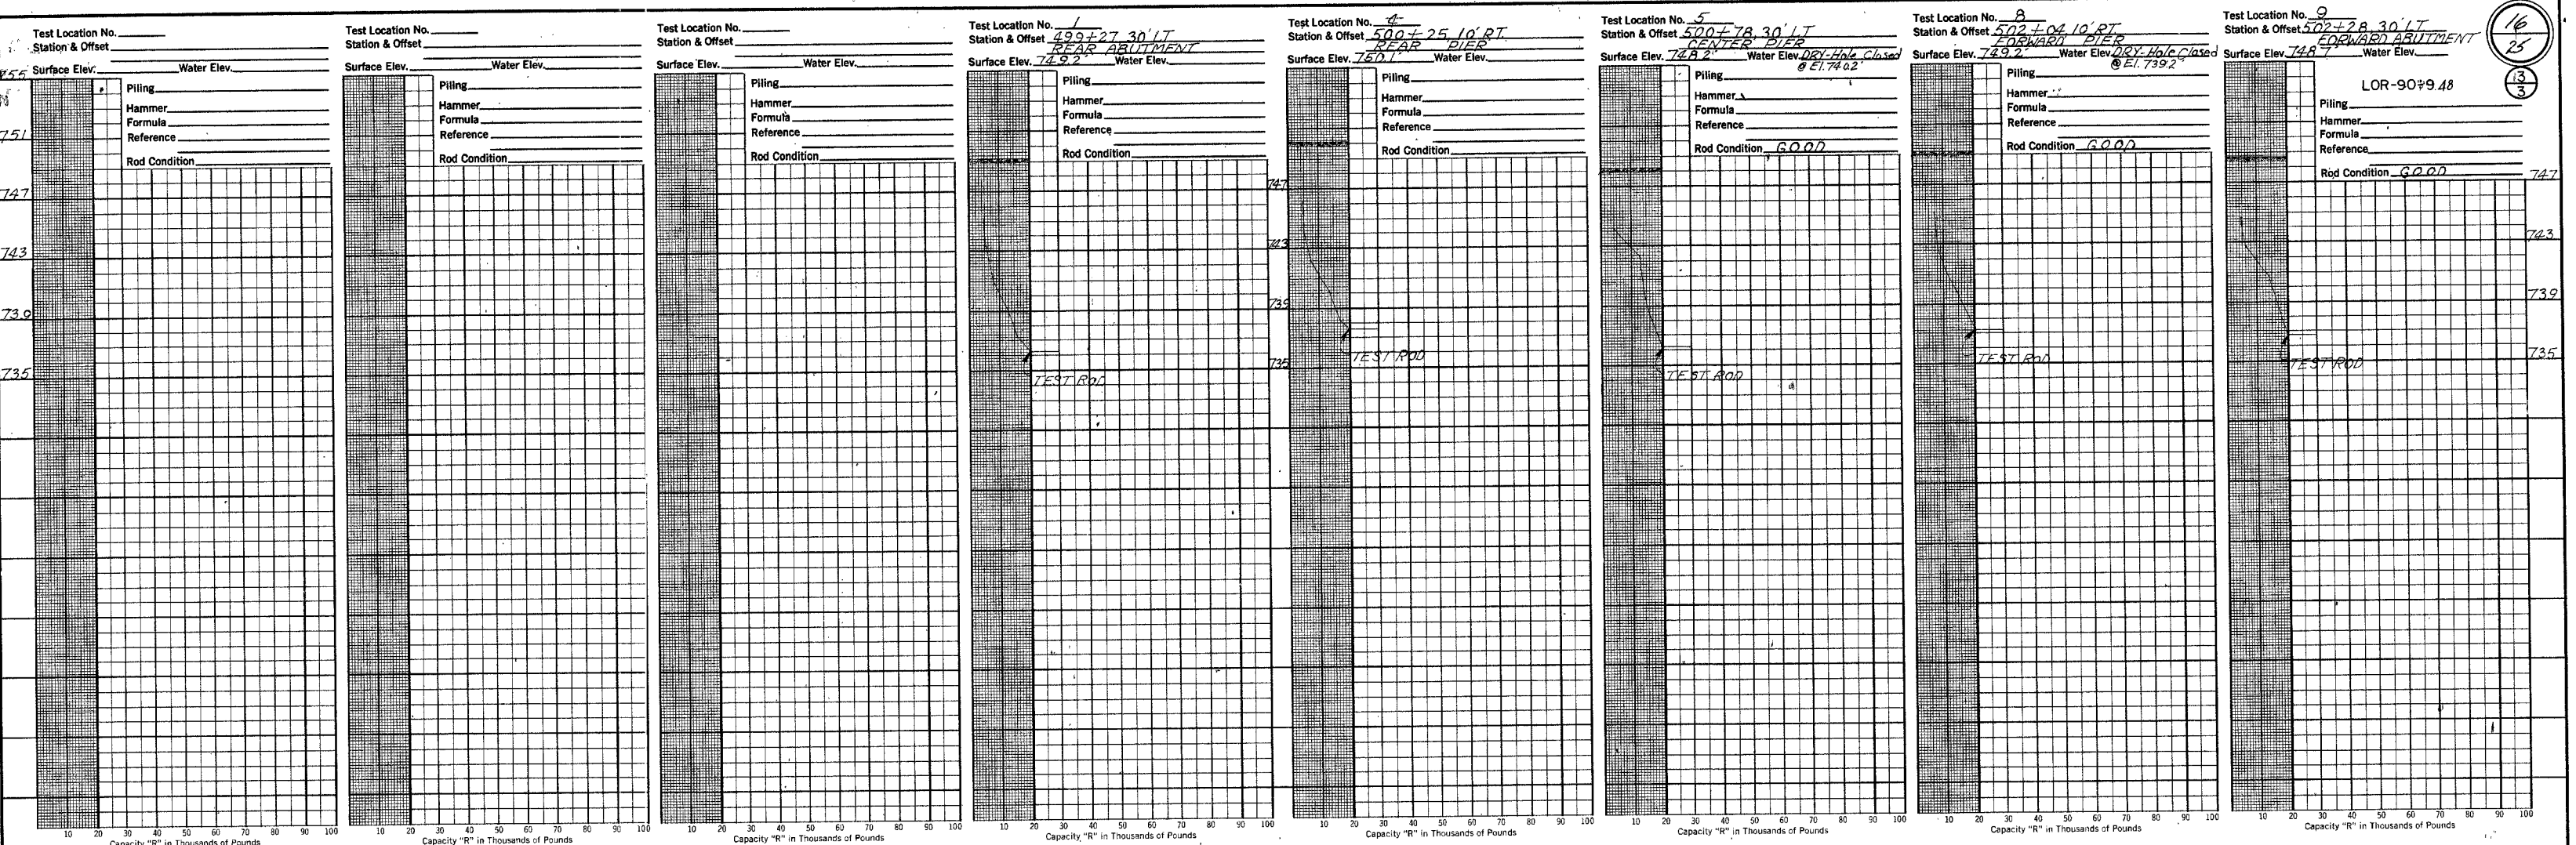 Test Location No.
Station & Offset
Surface Elev. Water Elev.
Piling
Hammer
Formula
Reference
Rod Condition
755
751
747
743
739
735
10 20 30 40 50 60 70 80 90 100
Capacity "R" in Thousands of Pounds
Test Location No.
Station & Offset
Surface Elev. Water Elev.
Piling
Hammer
Formula
Reference
Rod Condition
10 20 30 40 50 60 70 80 90 100
Capacity "R" in Thousands of Pounds
Test Location No.
Station & Offset
Surface Elev. Water Elev.
Piling
Hammer
Formula
Reference
Rod Condition
10 20 30 40 50 60 70 80 90 100
Capacity "R" in Thousands of Pounds
Test Location No. 1
Station & Offset 499+27 30' LT
REAR ABUTMENT
Surface Elev. 749.2' Water Elev.
Piling
Hammer
Formula
Reference
Rod Condition
TEST ROD
10 20 30 40 50 60 70 80 90 100
Capacity "R" in Thousands of Pounds
Test Location No. 4
Station & Offset 500+25 10' RT
REAR PIER
Surface Elev. 750.1' Water Elev.
Piling
Hammer
Formula
Reference
Rod Condition
747
743
739
735
TEST ROD
10 20 30 40 50 60 70 80 90 100
Capacity "R" in Thousands of Pounds
Test Location No. 5
Station & Offset 500+78 30' LT
CENTER PIER
Surface Elev. 748.2' Water Elev. DRY-Hole Closed
@ El. 740.2'
Piling
Hammer
Formula
Reference
Rod Condition GOOD
TEST ROD
10 20 30 40 50 60 70 80 90 100
Capacity "R" in Thousands of Pounds
Test Location No. 8
Station & Offset 502+04 10' RT
FORWARD PIER
Surface Elev. 749.2' Water Elev. DRY-Hole Closed
@ El. 739.2'
Piling
Hammer
Formula
Reference
Rod Condition GOOD
TEST ROD
10 20 30 40 50 60 70 80 90 100
Capacity "R" in Thousands of Pounds
Test Location No. 9
Station & Offset 502+28 30' LT
FORWARD ABUTMENT
Surface Elev. Water Elev.
16
25
13
3
LOR-90-9.48
Piling
Hammer
Formula
Reference
Rod Condition GOOD
747
743
739
735
TEST ROD
10 20 30 40 50 60 70 80 90 100
Capacity "R" in Thousands of Pounds